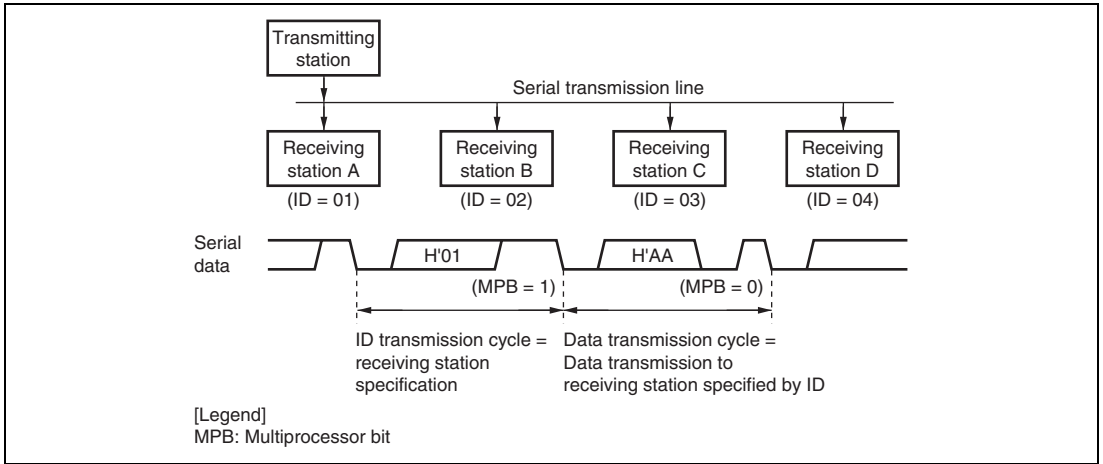 Transmitting
station
Serial transmission line
Receiving
station A
Receiving
station B
Receiving
station C
Receiving
station D
(ID = 01)
(ID = 02)
(ID = 03)
(ID = 04)
Serial
data
H'01
H'AA
(MPB = 1)
(MPB = 0)
ID transmission cycle =
receiving station
specification
Data transmission cycle =
Data transmission to
receiving station specified by ID
[Legend]
MPB: Multiprocessor bit